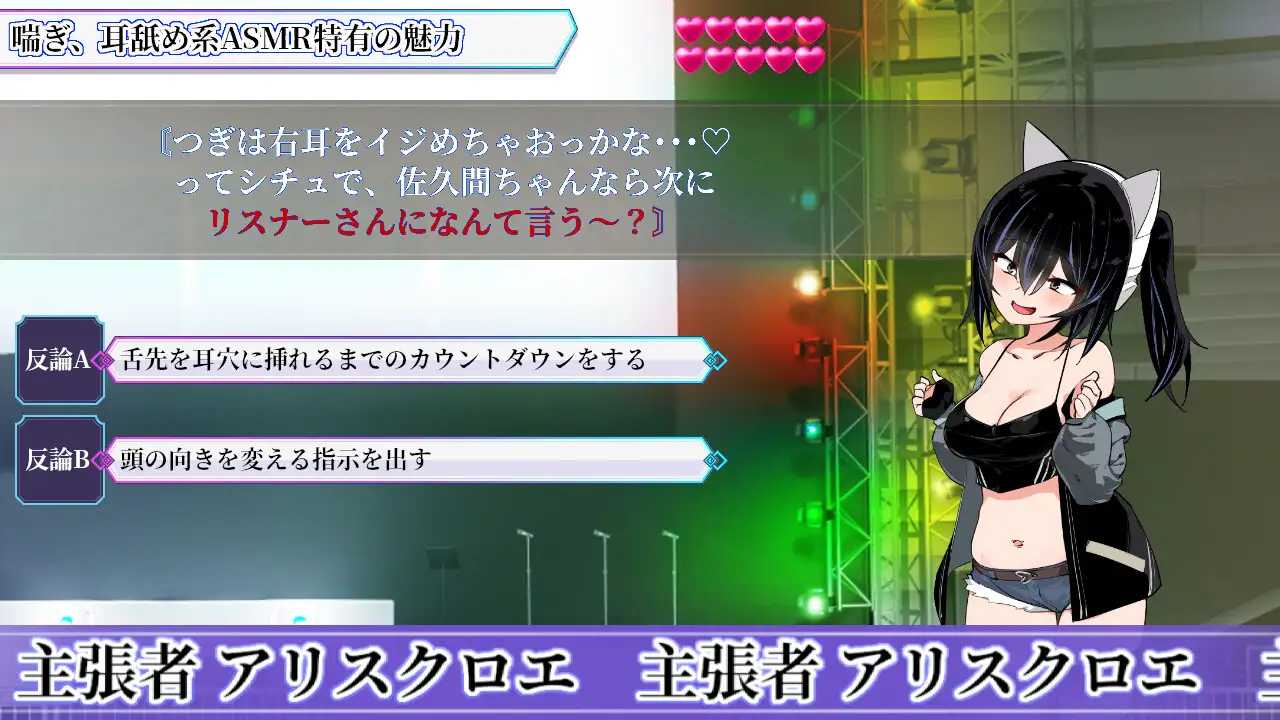 喘ぎ、耳舐め系ASMR特有の魅力
『つぎは右耳をイジめちゃおっかな･･･♡
ってシチュで、佐久間ちゃんなら次に
リスナーさんになんて言う～？』
反論A
舌先を耳穴に挿れるまでのカウントダウンをする
反論B
頭の向きを変える指示を出す
主張者 アリスクロエ 主張者 アリスクロエ 主